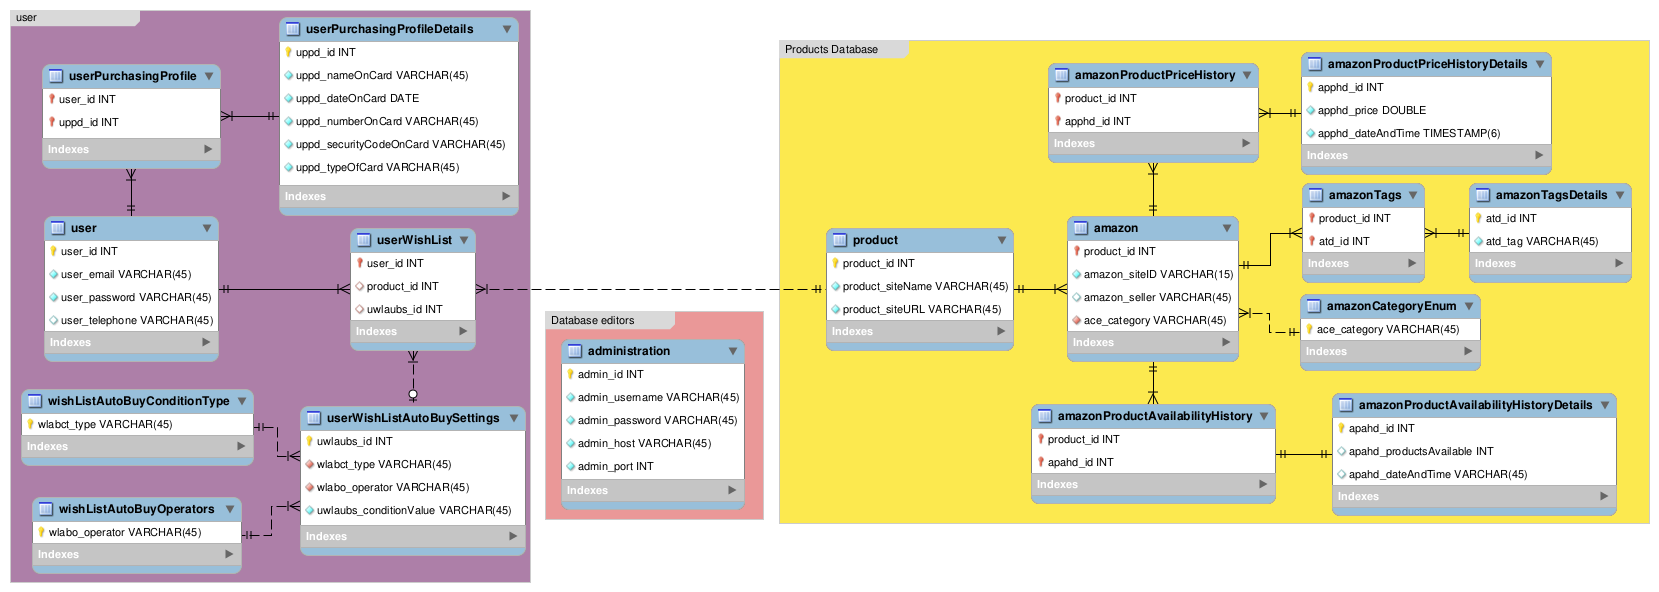 user
userPurchasingProfileDetails
uppd_id INT
uppd_nameOnCard VARCHAR(45)
uppd_dateOnCard DATE
uppd_numberOnCard VARCHAR(45)
uppd_securityCodeOnCard VARCHAR(45)
uppd_typeOfCard VARCHAR(45)
Indexes
userPurchasingProfile
user_id INT
uppd_id INT
Indexes
user
user_id INT
user_email VARCHAR(45)
user_password VARCHAR(45)
user_telephone VARCHAR(45)
Indexes
userWishList
user_id INT
product_id INT
uwlaubs_id INT
Indexes
wishListAutoBuyConditionType
wlabct_type VARCHAR(45)
Indexes
userWishListAutoBuySettings
uwlaubs_id INT
wlabct_type VARCHAR(45)
wlabo_operator VARCHAR(45)
uwlaubs_conditionValue VARCHAR(45)
Indexes
wishListAutoBuyOperators
wlabo_operator VARCHAR(45)
Indexes
Database editors
administration
admin_id INT
admin_username VARCHAR(45)
admin_password VARCHAR(45)
admin_host VARCHAR(45)
admin_port INT
Indexes
Products Database
amazonProductPriceHistory
product_id INT
apphd_id INT
Indexes
amazonProductPriceHistoryDetails
apphd_id INT
apphd_price DOUBLE
apphd_dateAndTime TIMESTAMP(6)
Indexes
product
product_id INT
product_siteName VARCHAR(45)
product_siteURL VARCHAR(45)
Indexes
amazon
product_id INT
amazon_siteID VARCHAR(15)
amazon_seller VARCHAR(45)
ace_category VARCHAR(45)
Indexes
amazonTags
product_id INT
atd_id INT
Indexes
amazonTagsDetails
atd_id INT
atd_tag VARCHAR(45)
Indexes
amazonCategoryEnum
ace_category VARCHAR(45)
Indexes
amazonProductAvailabilityHistory
product_id INT
apahd_id INT
Indexes
amazonProductAvailabilityHistoryDetails
apahd_id INT
apahd_productsAvailable INT
apahd_dateAndTime VARCHAR(45)
Indexes